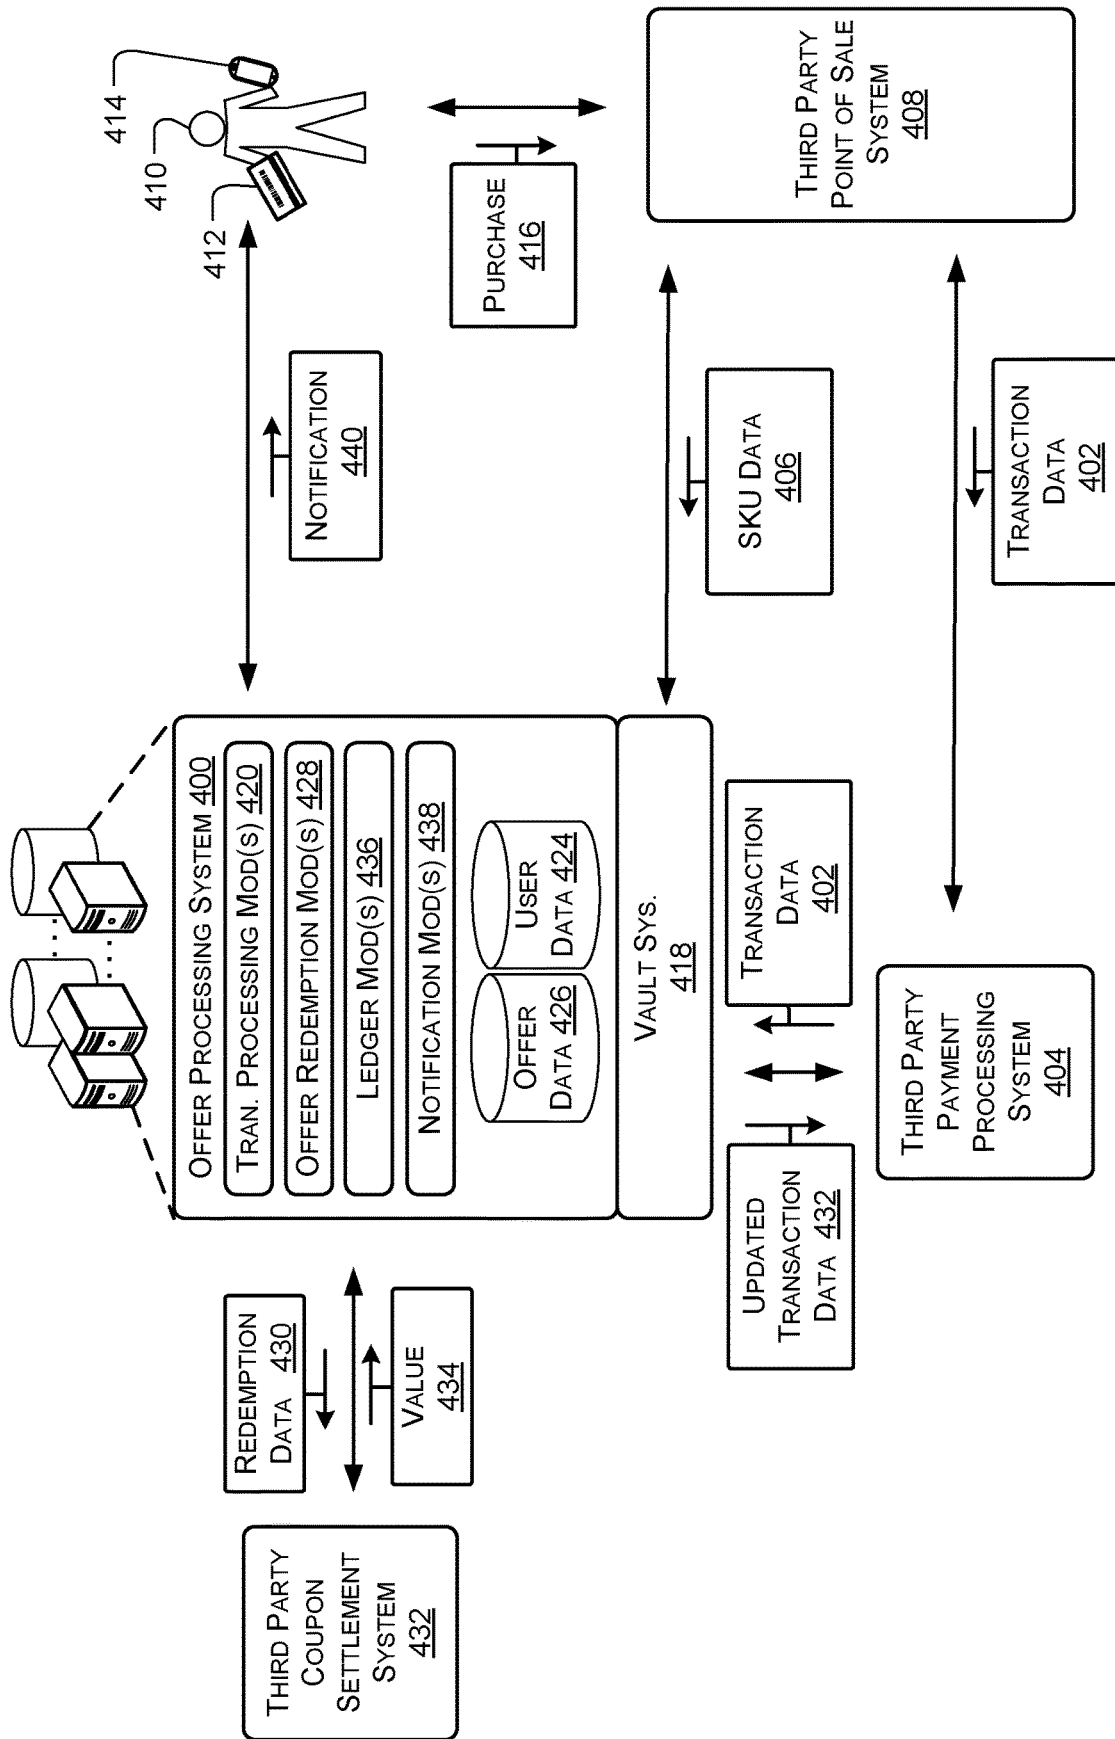 OFFER PROCESSING SYSTEM 400
TRAN. PROCESSING MOD(S) 420
OFFER REDEMPTION MOD(S) 428
LEDGER MOD(S) 436
NOTIFICATION MOD(S) 438
OFFER
DATA 426
USER
DATA 424
VAULT SYS.
418
REDEMPTION
DATA 430
VALUE
434
THIRD PARTY
COUPON
SETTLEMENT
SYSTEM
432
NOTIFICATION
440
412
410
414
PURCHASE
416
SKU DATA
406
THIRD PARTY
POINT OF SALE
SYSTEM
408
UPDATED
TRANSACTION
DATA 432
TRANSACTION
DATA
402
TRANSACTION
DATA
402
THIRD PARTY
PAYMENT
PROCESSING
SYSTEM
404